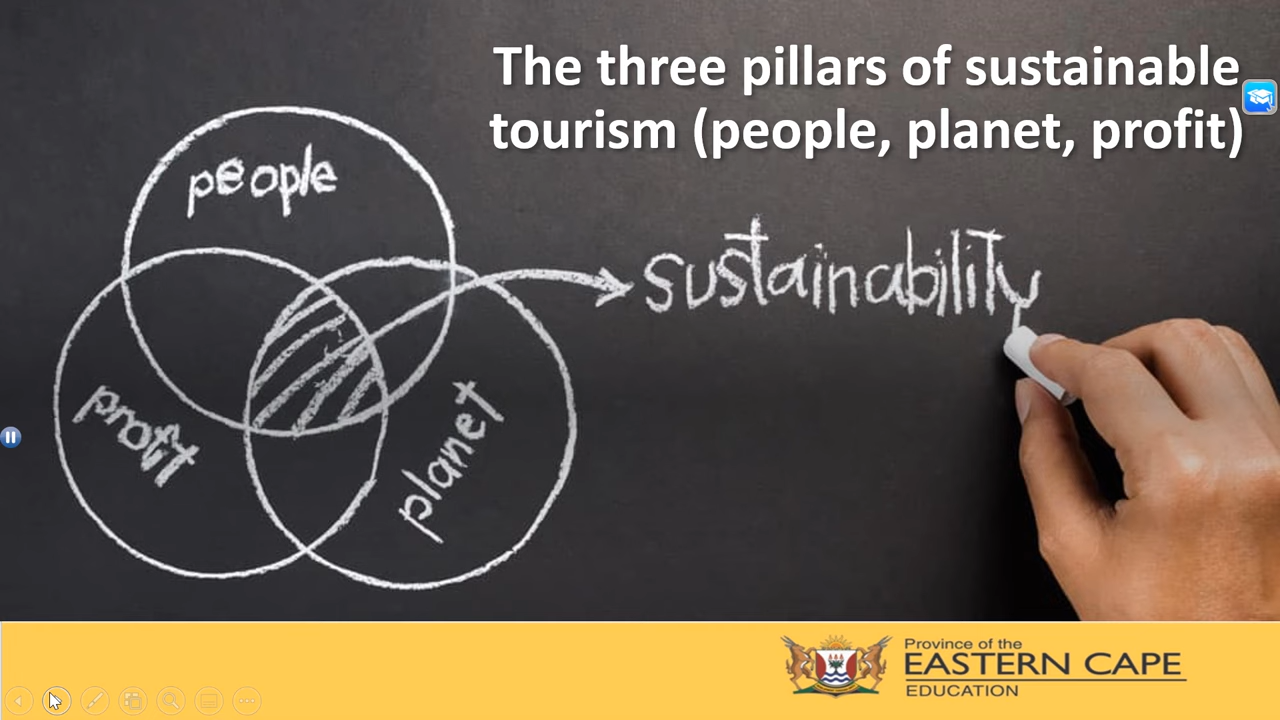 The three pillars of sustainable
tourism (people, planet, profit)
people
sustainability
profit
planet
Province of the
EASTERN CAPE
EDUCATION